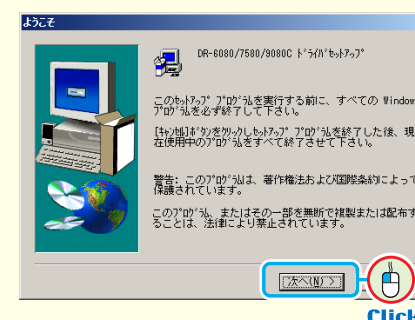 ようこそ
DR-6080/7580/9080C ﾄﾞﾗｲﾊﾞｾｯﾄｱｯﾌﾟ
このｾｯﾄｱｯﾌﾟ ﾌﾟﾛｸﾞﾗﾑを実行する前に、すべての Window
ﾌﾟﾛｸﾞﾗﾑを必ず終了して下さい。
[ｷｬﾝｾﾙ]ﾎﾞﾀﾝをｸﾘｯｸしｾｯﾄｱｯﾌﾟ ﾌﾟﾛｸﾞﾗﾑを終了した後、現
在使用中のﾌﾟﾛｸﾞﾗﾑをすべて終了させて下さい。
警告: このﾌﾟﾛｸﾞﾗﾑは、著作権法および国際条約によって
保護されています。
このﾌﾟﾛｸﾞﾗﾑ、またはその一部を無断で複製または配布す
ることは、法律により禁止されています。
次へ(N) >
Click